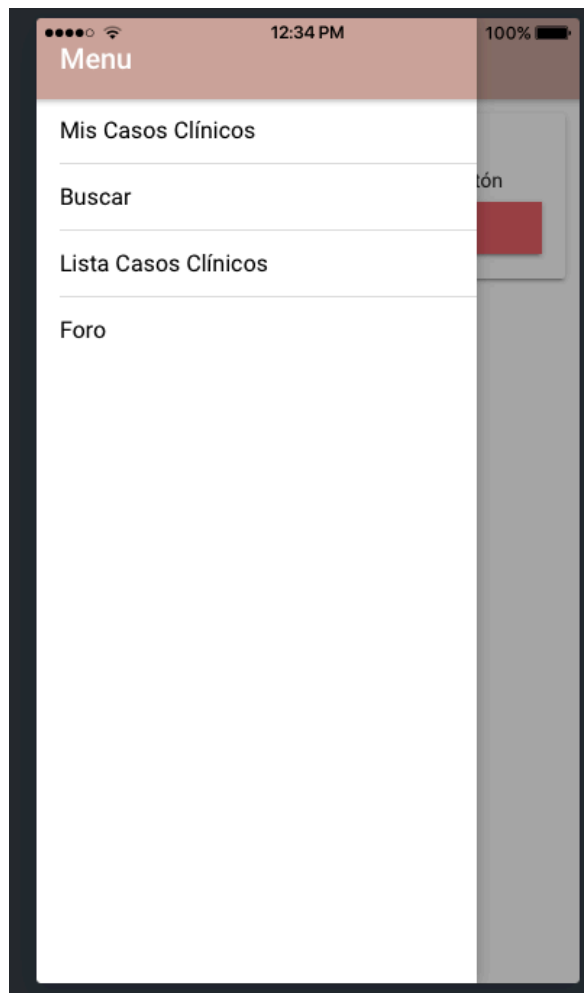 12:34 PM
100%
Menu
Mis Casos Clínicos
tón
Buscar
Lista Casos Clínicos
Foro